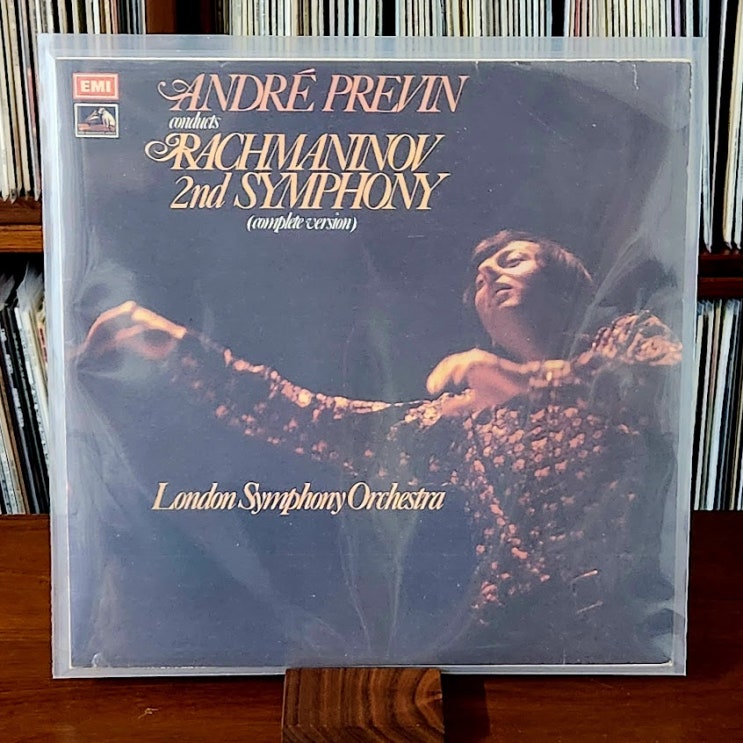 EMI
ANDRÉ PREVIN
conducts
RACHMANINOV
2nd SYMPHONY
(complete version)
London Symphony Orchestra